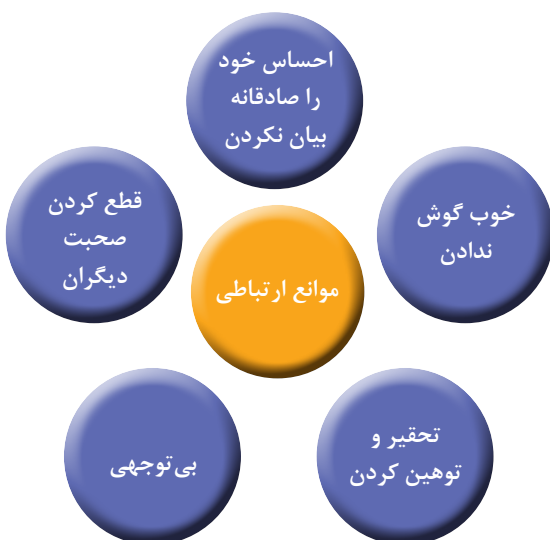 احساس خود
را صادقانه
بیان نکردن
خوب گوش
ندادن
قطع کردن
صحبت
دیگران
موانع ارتباطی
تحقیر و
توهین کردن
بی‌توجهی